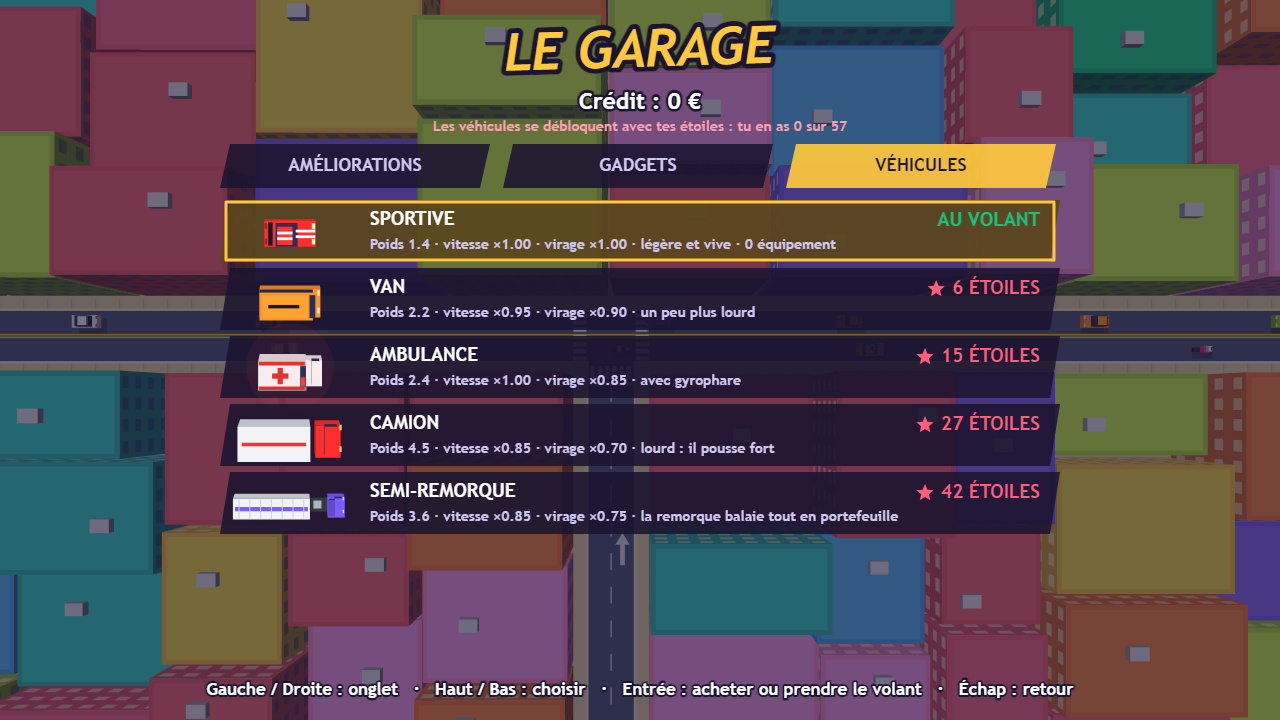 LE GARAGE
Crédit : 0 €
Les véhicules se débloquent avec tes étoiles : tu en as 0 sur 57
AMÉLIORATIONS
GADGETS
VÉHICULES
SPORTIVE
AU VOLANT
Poids 1.4 · vitesse ×1.00 · virage ×1.00 · légère et vive · 0 équipement
VAN
★ 6 ÉTOILES
Poids 2.2 · vitesse ×0.95 · virage ×0.90 · un peu plus lourd
AMBULANCE
★ 15 ÉTOILES
Poids 2.4 · vitesse ×1.00 · virage ×0.85 · avec gyrophare
CAMION
★ 27 ÉTOILES
Poids 4.5 · vitesse ×0.85 · virage ×0.70 · lourd : il pousse fort
SEMI-REMORQUE
★ 42 ÉTOILES
Poids 3.6 · vitesse ×0.85 · virage ×0.75 · la remorque balaie tout en portefeuille
Gauche / Droite : onglet · Haut / Bas : choisir · Entrée : acheter ou prendre le volant · Échap : retour